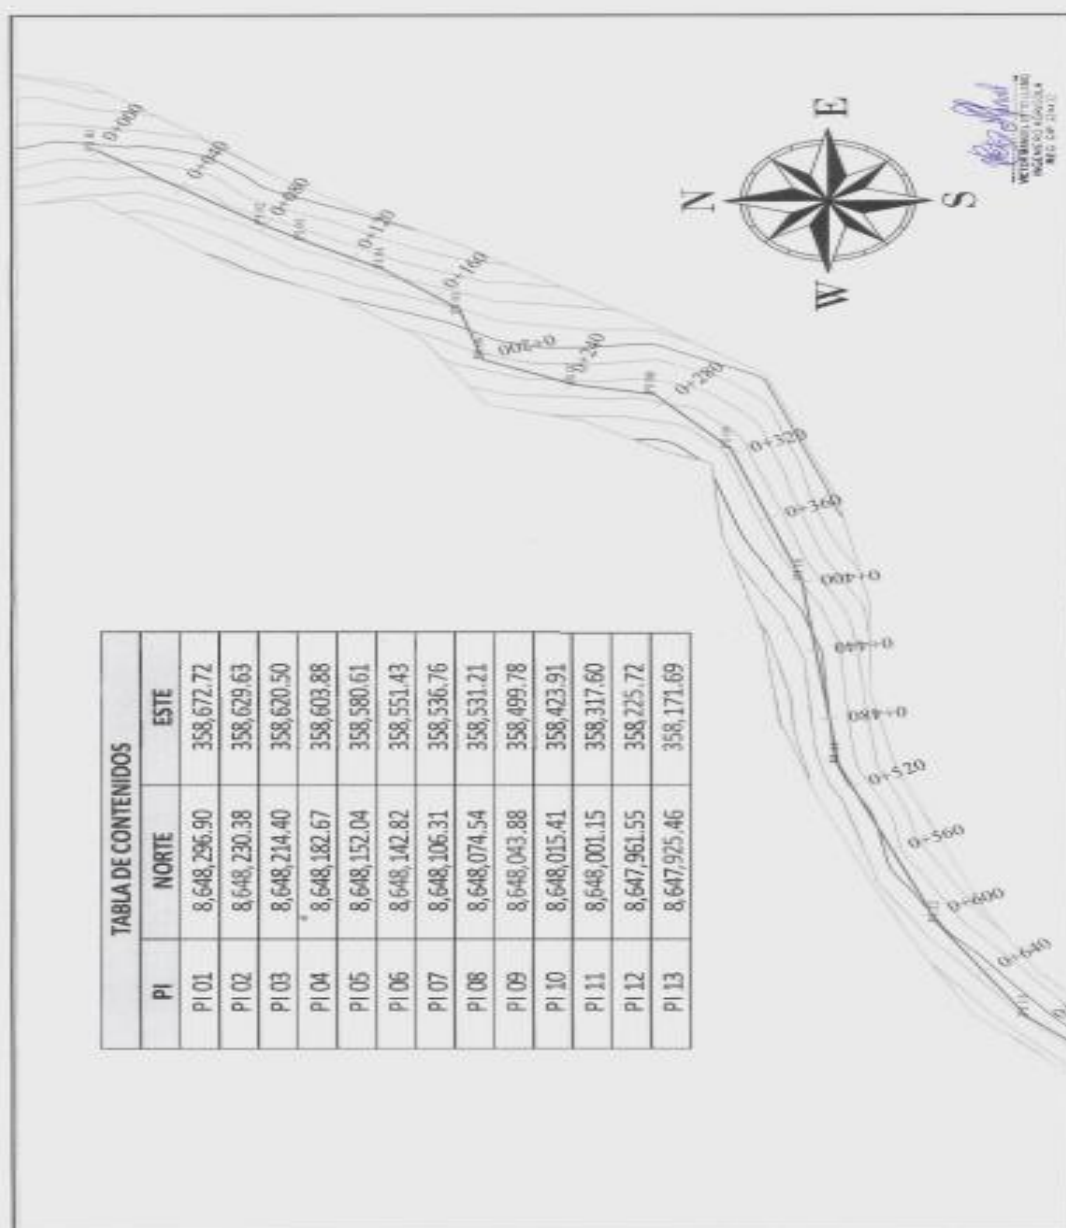 TABLA DE CONTENIDOS
PI NORTE ESTE
PI 01 8,648,296.90 358,672.72
PI 02 8,648,230.38 358,629.63
PI 03 8,648,214.40 358,620.50
PI 04 8,648,182.67 358,603.88
PI 05 8,648,152.04 358,580.61
PI 06 8,648,142.82 358,551.43
PI 07 8,648,106.31 358,536.76
PI 08 8,648,074.54 358,531.21
PI 09 8,648,043.88 358,499.78
PI 10 8,648,015.41 358,423.91
PI 11 8,648,001.15 358,317.60
PI 12 8,647,961.55 358,225.72
PI 13 8,647,925.46 358,171.69
N
E
S
W
0+000
0+040
0+080
0+120
0+160
0+200
0+240
0+280
0+320
0+360
0+400
0+440
0+480
0+520
0+560
0+600
0+640